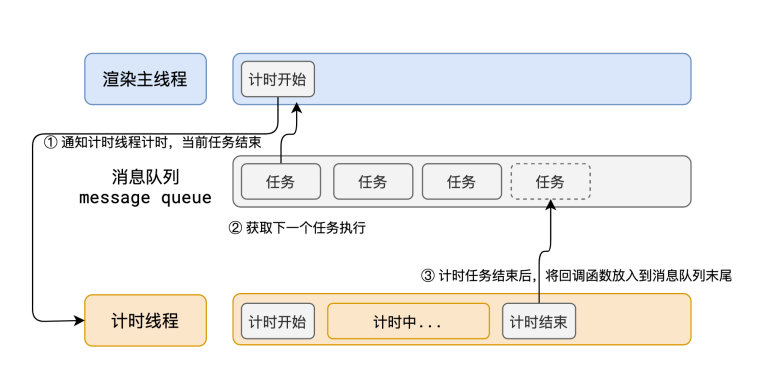 渲染主线程
计时开始
① 通知计时线程计时，当前任务结束
消息队列
message queue
任务
任务
任务
任务
② 获取下一个任务执行
③ 计时任务结束后，将回调函数放入到消息队列末尾
计时线程
计时开始
计时中...
计时结束